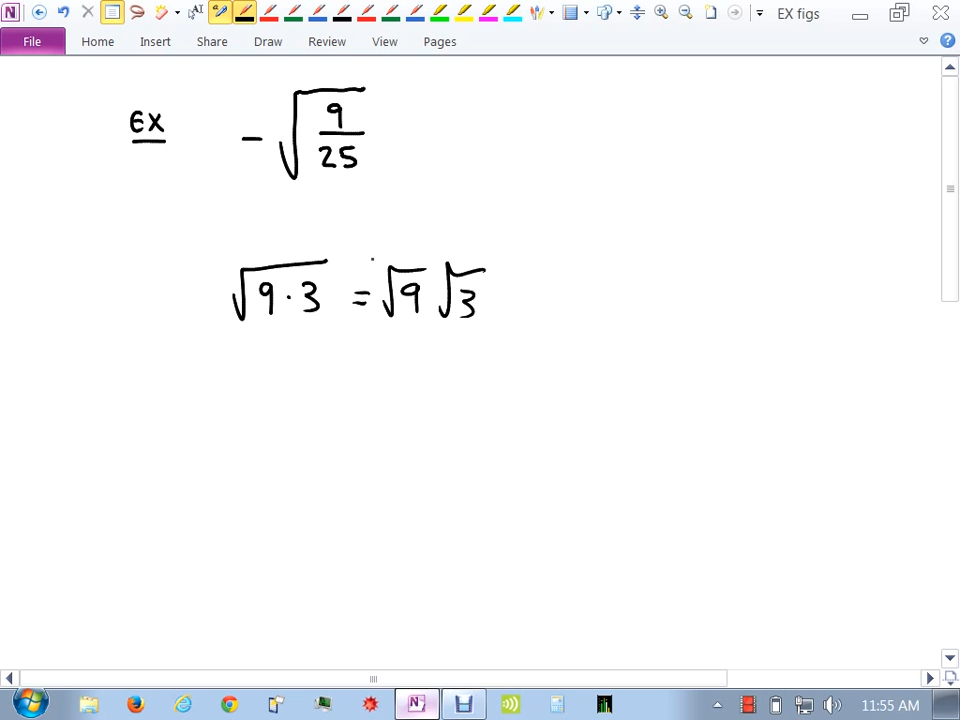 EX figs
File Home Insert Share Draw Review View Pages
EX - √(9/25)
√(9·3) = √9 √3
11:55 AM